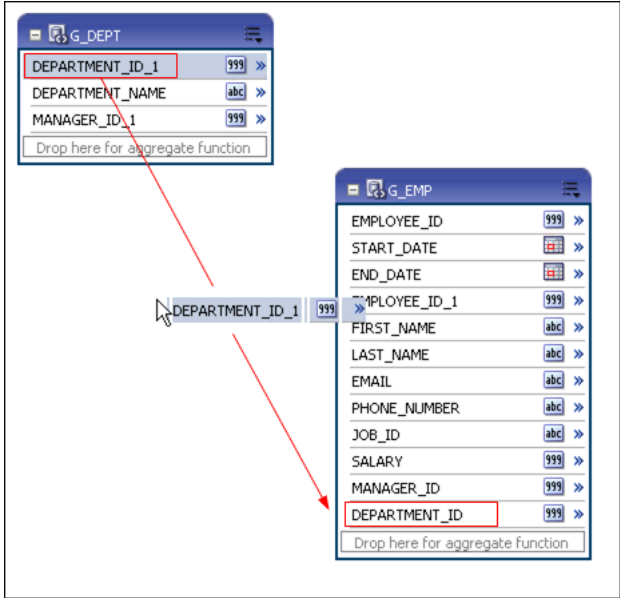 G_DEPT
DEPARTMENT_ID_1 999
DEPARTMENT_NAME abc
MANAGER_ID_1 999
Drop here for aggregate function
G_EMP
EMPLOYEE_ID 999
START_DATE
END_DATE
DEPARTMENT_ID_1 999
EMPLOYEE_ID_1 999
FIRST_NAME abc
LAST_NAME abc
EMAIL abc
PHONE_NUMBER abc
JOB_ID abc
SALARY 999
MANAGER_ID 999
DEPARTMENT_ID 999
Drop here for aggregate function